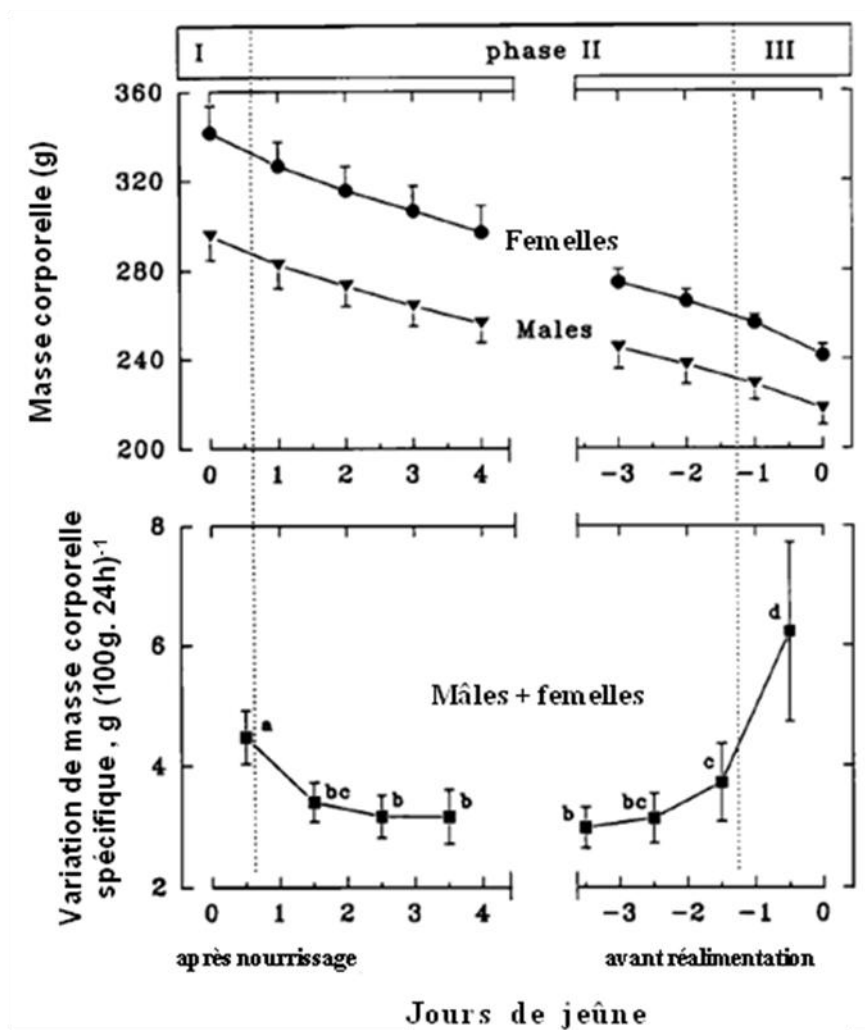 I phase II III
360
320
280
240
200
Masse corporelle (g)
Femelles
Males
0 1 2 3 4 -3 -2 -1 0
8
6
4
2
Variation de masse corporelle
spécifique , g (100g. 24h)-1
a
bc
b
b
Mâles + femelles
b
bc
c
d
0 1 2 3 4 -3 -2 -1 0
après nourrissage avant réalimentation
Jours de jeûne